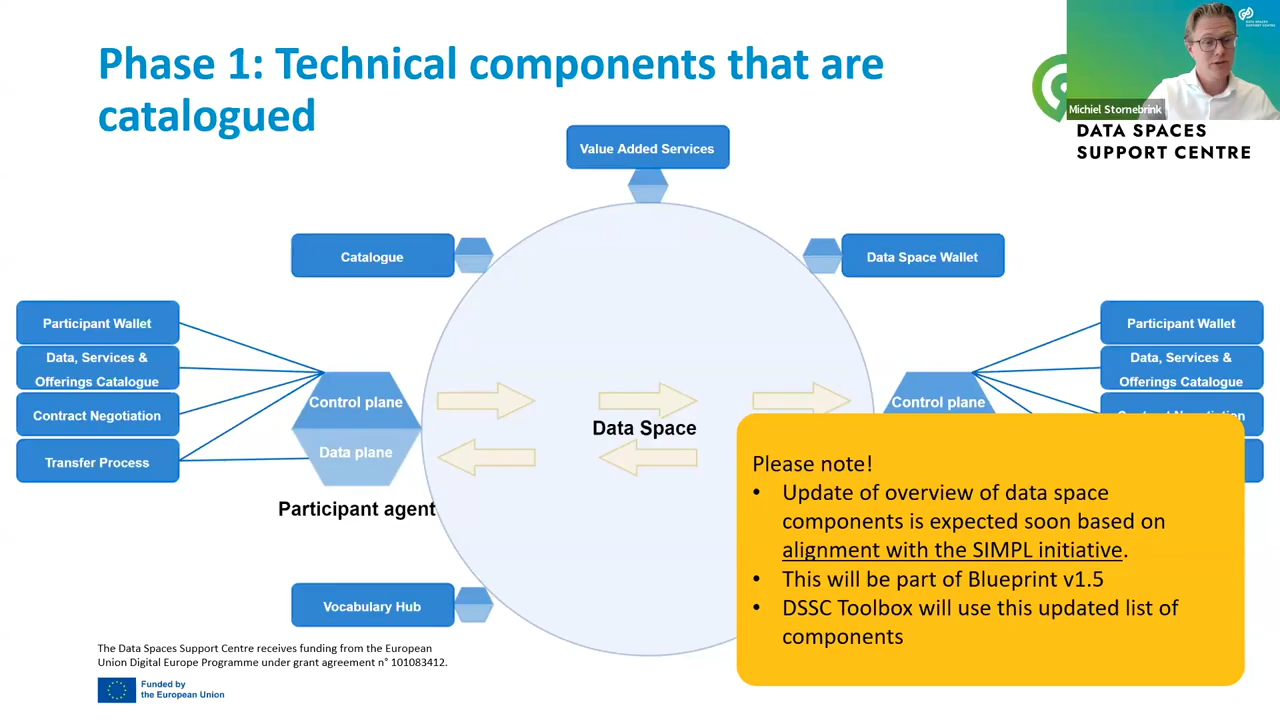 Phase 1: Technical components that are
catalogued
Michiel Stornebrink
DATA SPACES
SUPPORT CENTRE
Value Added Services
Catalogue
Data Space Wallet
Participant Wallet
Data, Services &
Offerings Catalogue
Contract Negotiation
Transfer Process
Control plane
Data plane
Participant agent
Data Space
Participant Wallet
Data, Services &
Offerings Catalogue
Contract Negotiation
Control plane
Vocabulary Hub
Please note!
• Update of overview of data space
components is expected soon based on
alignment with the SIMPL initiative.
• This will be part of Blueprint v1.5
• DSSC Toolbox will use this updated list of
components
The Data Spaces Support Centre receives funding from the European
Union Digital Europe Programme under grant agreement n° 101083412.
Funded by
the European Union